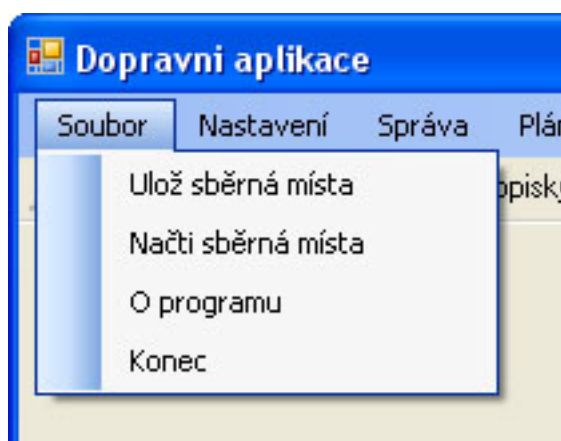 Dopravni aplikace
Soubor Nastavení Správa
Ulož sběrná místa
Načti sběrná místa
O programu
Konec